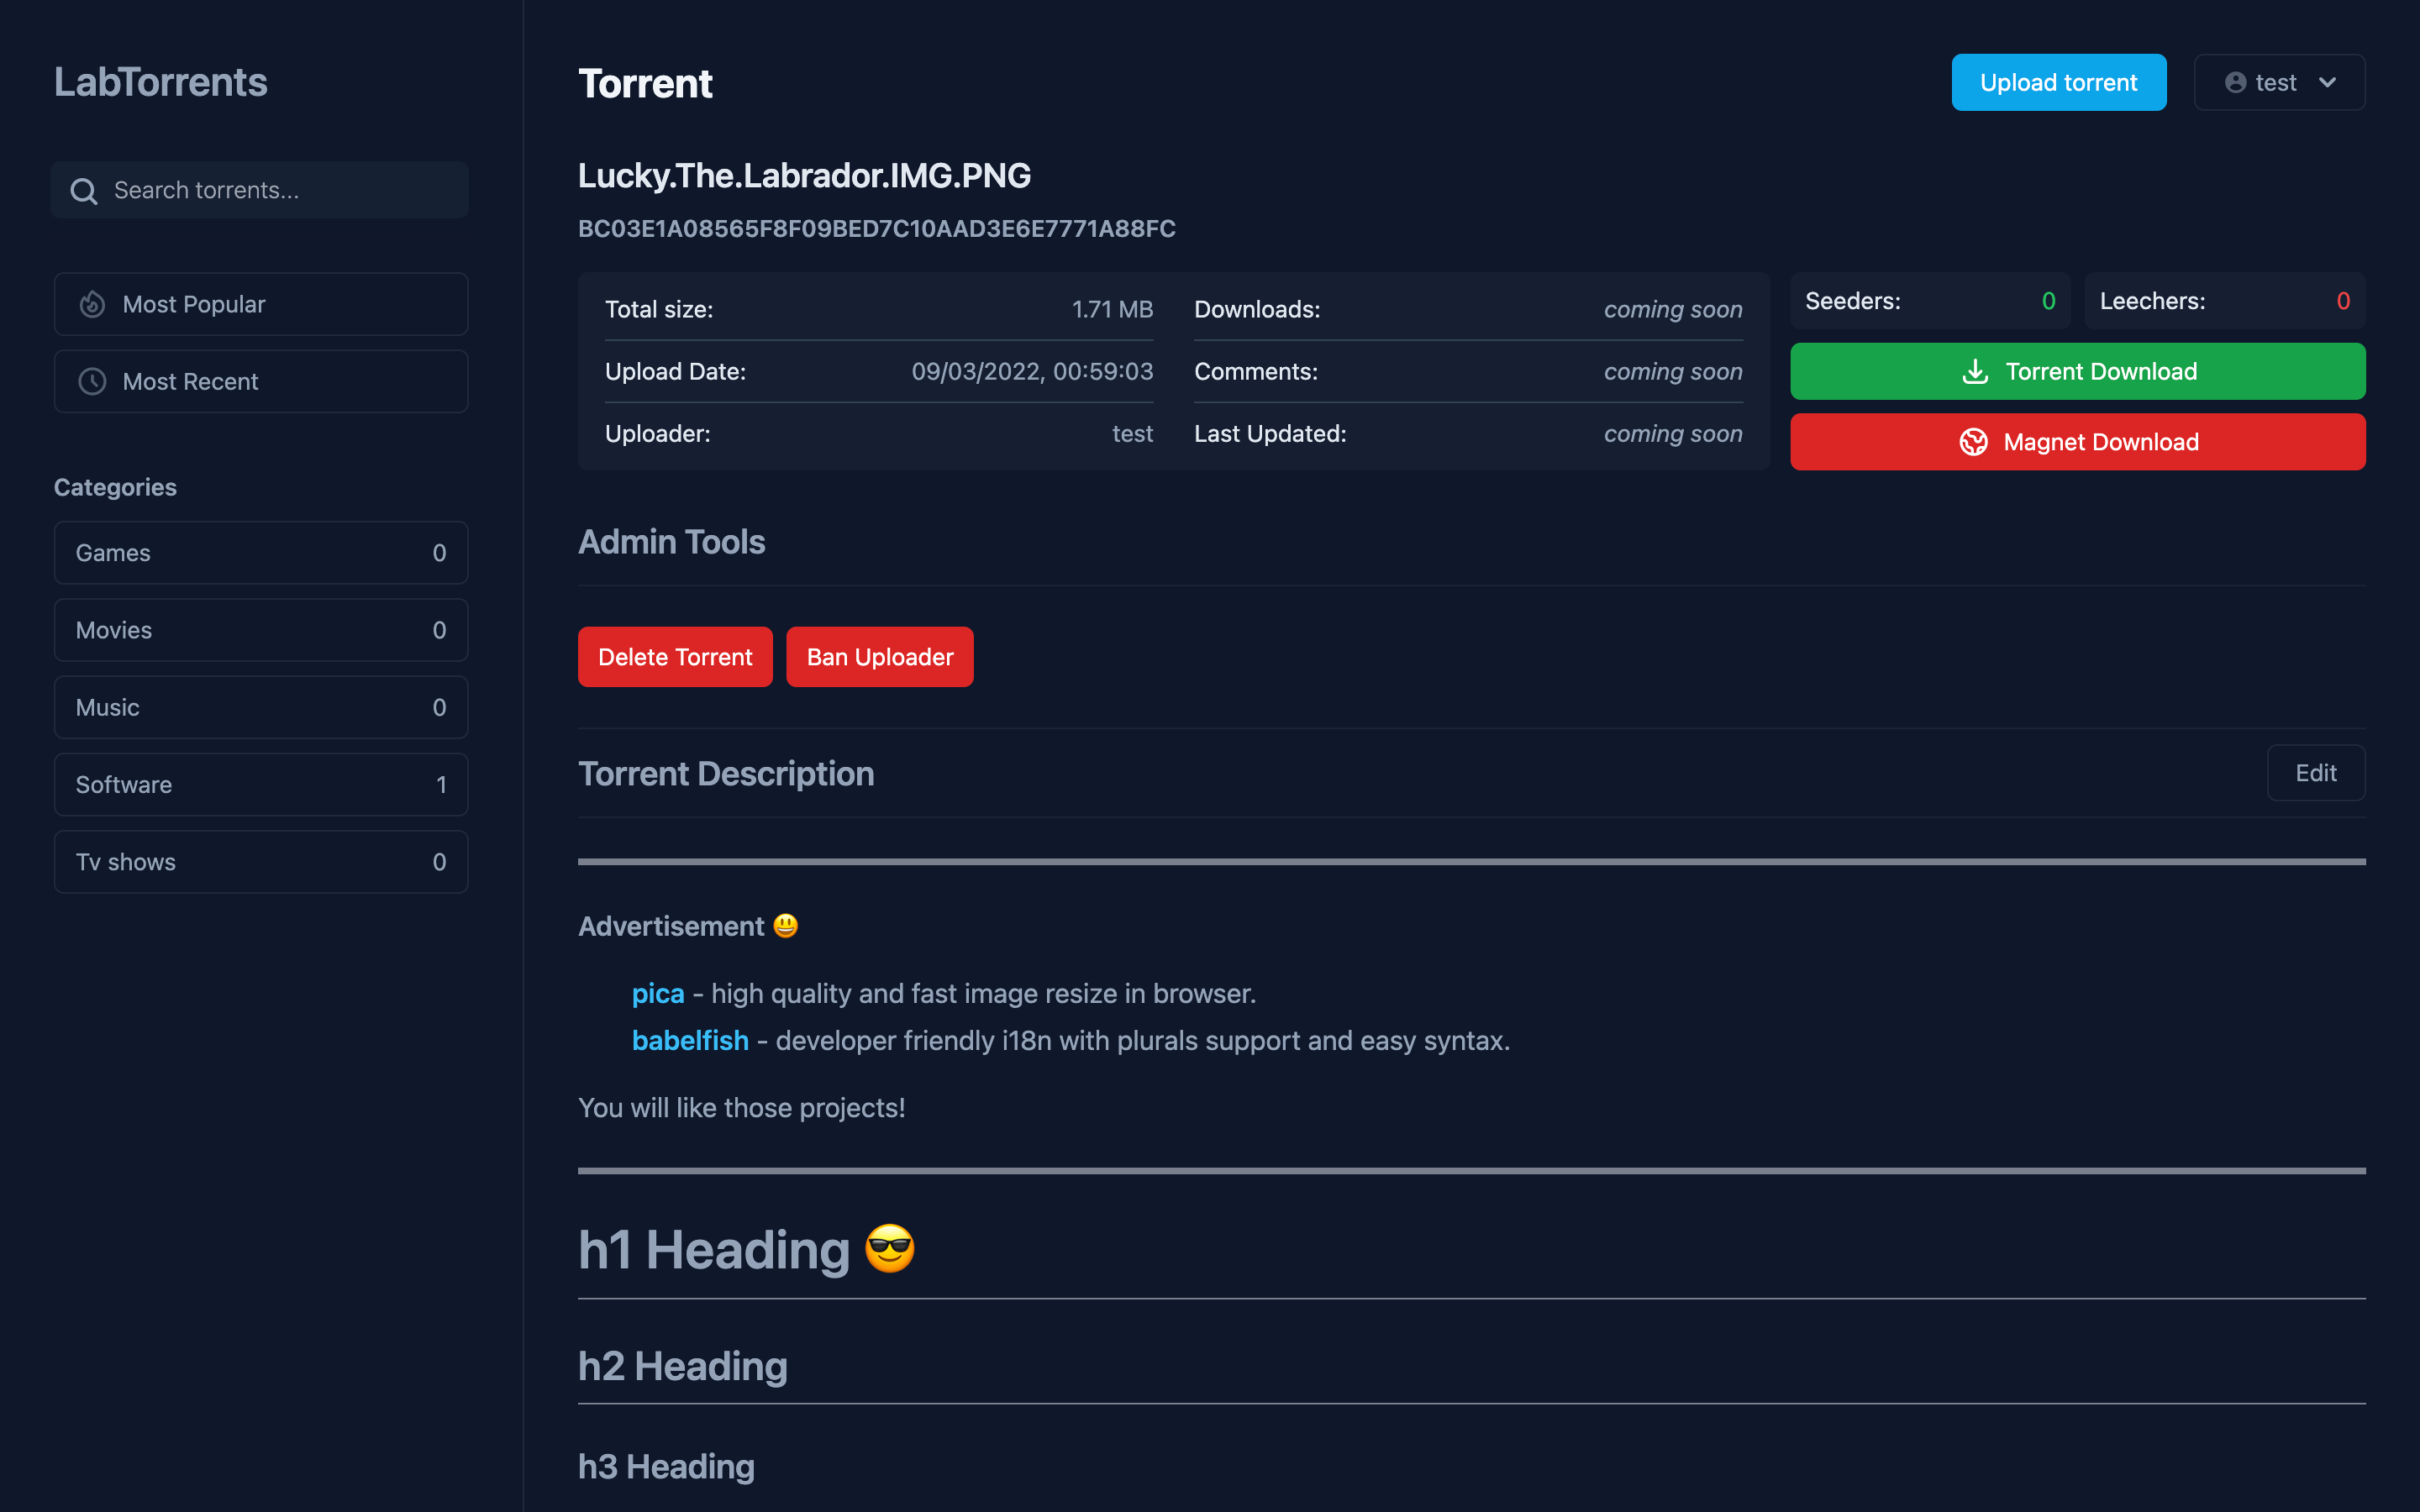 LabTorrents
Search torrents...
Most Popular
Most Recent
Categories
Games 0
Movies 0
Music 0
Software 1
Tv shows 0
Torrent
Upload torrent
test
Lucky.The.Labrador.IMG.PNG
BC03E1A08565F8F09BED7C10AAD3E6E7771A88FC
Total size: 1.71 MB
Upload Date: 09/03/2022, 00:59:03
Uploader: test
Downloads: coming soon
Comments: coming soon
Last Updated: coming soon
Seeders: 0
Leechers: 0
Torrent Download
Magnet Download
Admin Tools
Delete Torrent
Ban Uploader
Torrent Description
Edit
Advertisement 😃
pica - high quality and fast image resize in browser.
babelfish - developer friendly i18n with plurals support and easy syntax.
You will like those projects!
h1 Heading 😎
h2 Heading
h3 Heading